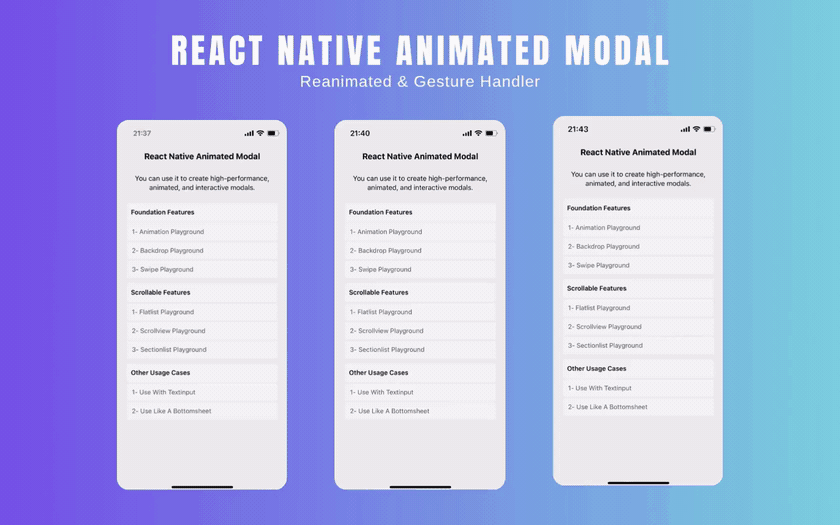 REACT NATIVE ANIMATED MODAL
Reanimated & Gesture Handler
21:37
React Native Animated Modal
You can use it to create high-performance,
animated, and interactive modals.
Foundation Features
1- Animation Playground
2- Backdrop Playground
3- Swipe Playground
Scrollable Features
1- Flatlist Playground
2- Scrollview Playground
3- Sectionlist Playground
Other Usage Cases
1- Use With Textinput
2- Use Like A Bottomsheet
21:40
React Native Animated Modal
You can use it to create high-performance,
animated, and interactive modals.
Foundation Features
1- Animation Playground
2- Backdrop Playground
3- Swipe Playground
Scrollable Features
1- Flatlist Playground
2- Scrollview Playground
3- Sectionlist Playground
Other Usage Cases
1- Use With Textinput
2- Use Like A Bottomsheet
21:43
React Native Animated Modal
You can use it to create high-performance,
animated, and interactive modals.
Foundation Features
1- Animation Playground
2- Backdrop Playground
3- Swipe Playground
Scrollable Features
1- Flatlist Playground
2- Scrollview Playground
3- Sectionlist Playground
Other Usage Cases
1- Use With Textinput
2- Use Like A Bottomsheet